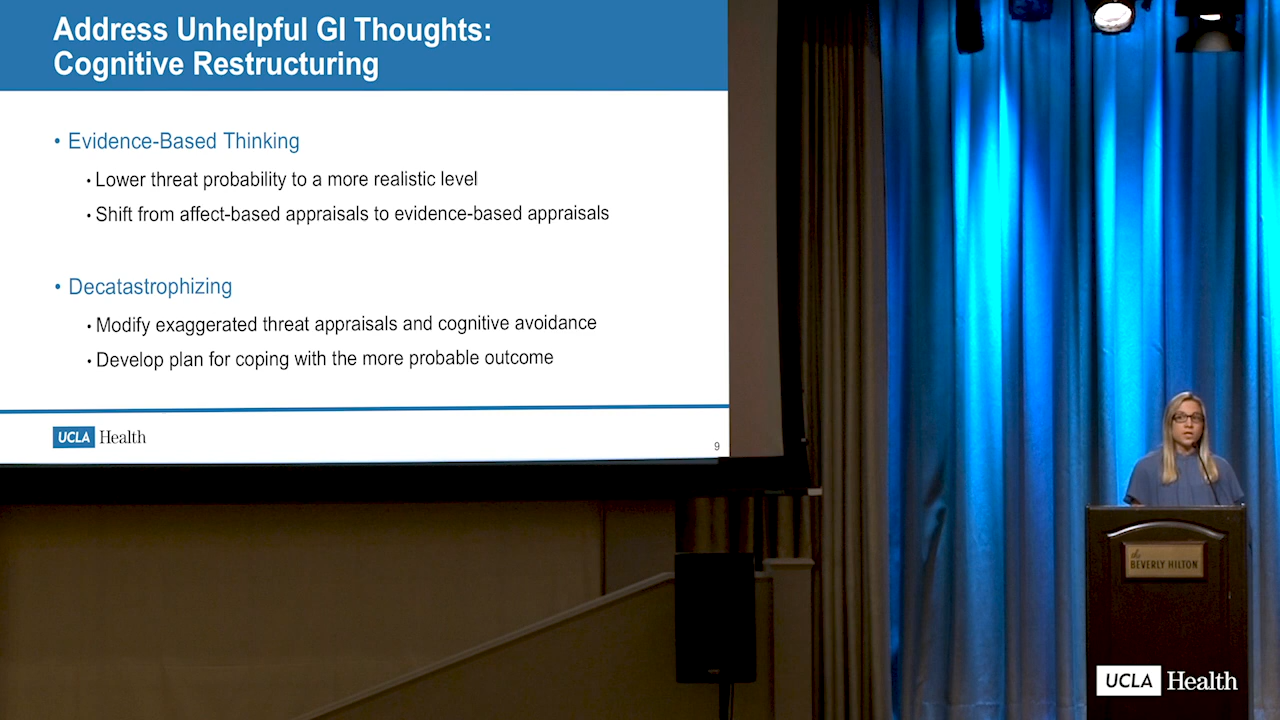 Address Unhelpful GI Thoughts:
Cognitive Restructuring
• Evidence-Based Thinking
• Lower threat probability to a more realistic level
• Shift from affect-based appraisals to evidence-based appraisals
• Decatastrophizing
• Modify exaggerated threat appraisals and cognitive avoidance
• Develop plan for coping with the more probable outcome
UCLA Health
9
the
BEVERLY HILTON
UCLA Health